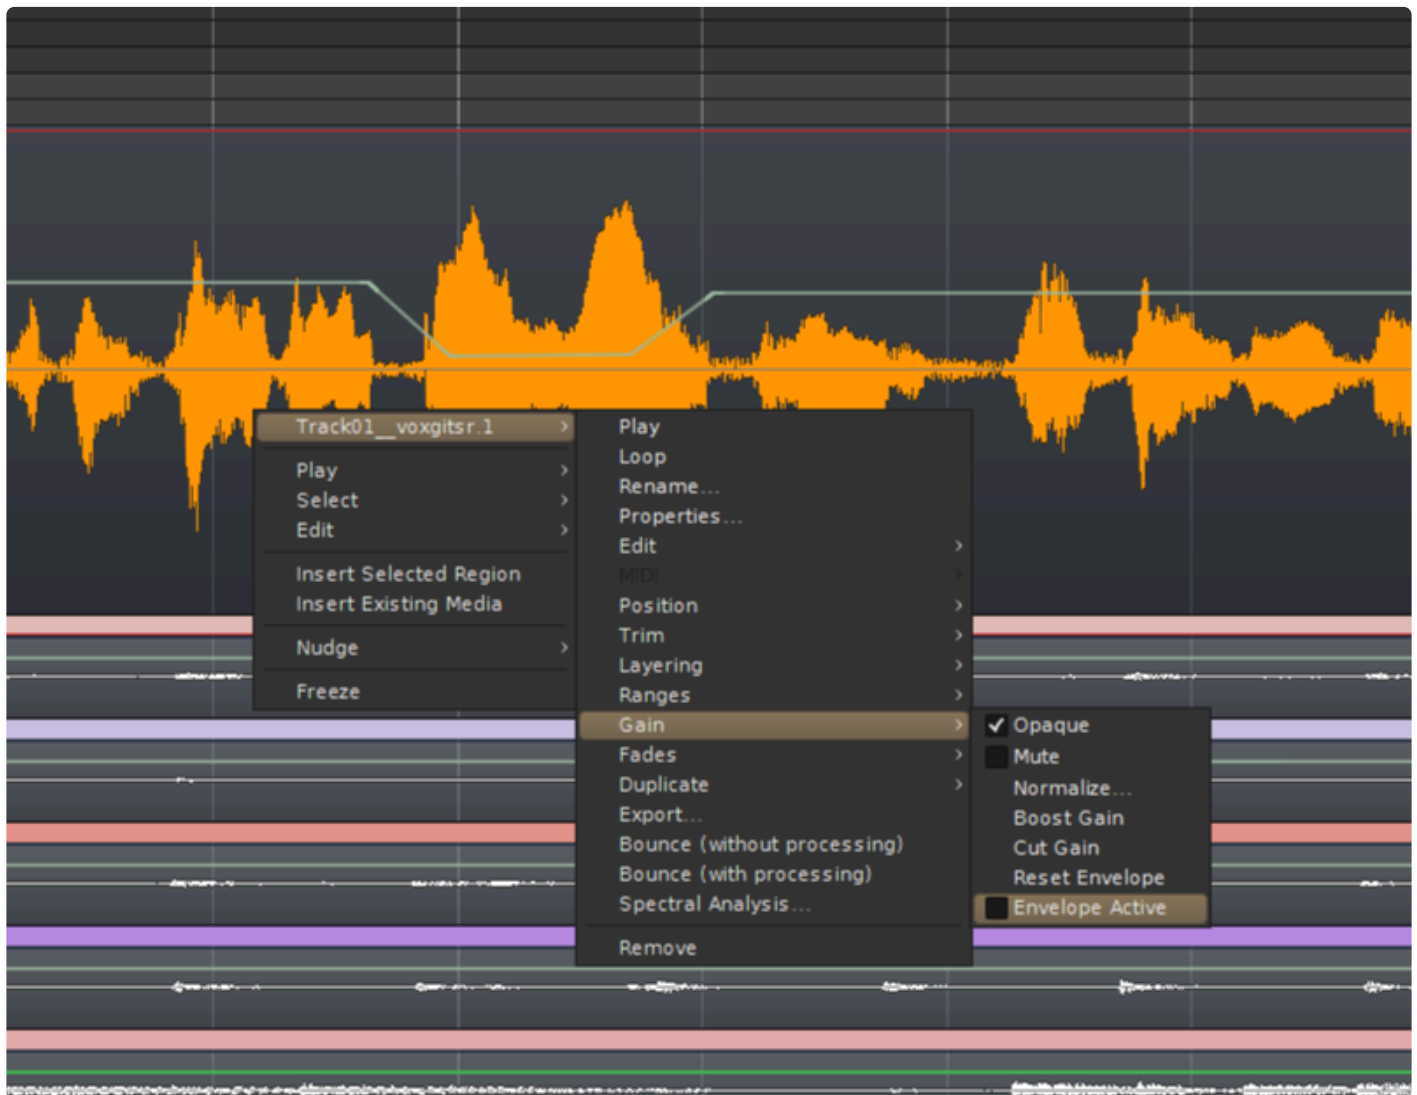 Track01__voxgitsr.1
Play
Select
Edit
Insert Selected Region
Insert Existing Media
Nudge
Freeze
Play
Loop
Rename...
Properties...
Edit
MIDI
Position
Trim
Layering
Ranges
Gain
Fades
Duplicate
Export...
Bounce (without processing)
Bounce (with processing)
Spectral Analysis...
Remove
Opaque
Mute
Normalize...
Boost Gain
Cut Gain
Reset Envelope
Envelope Active